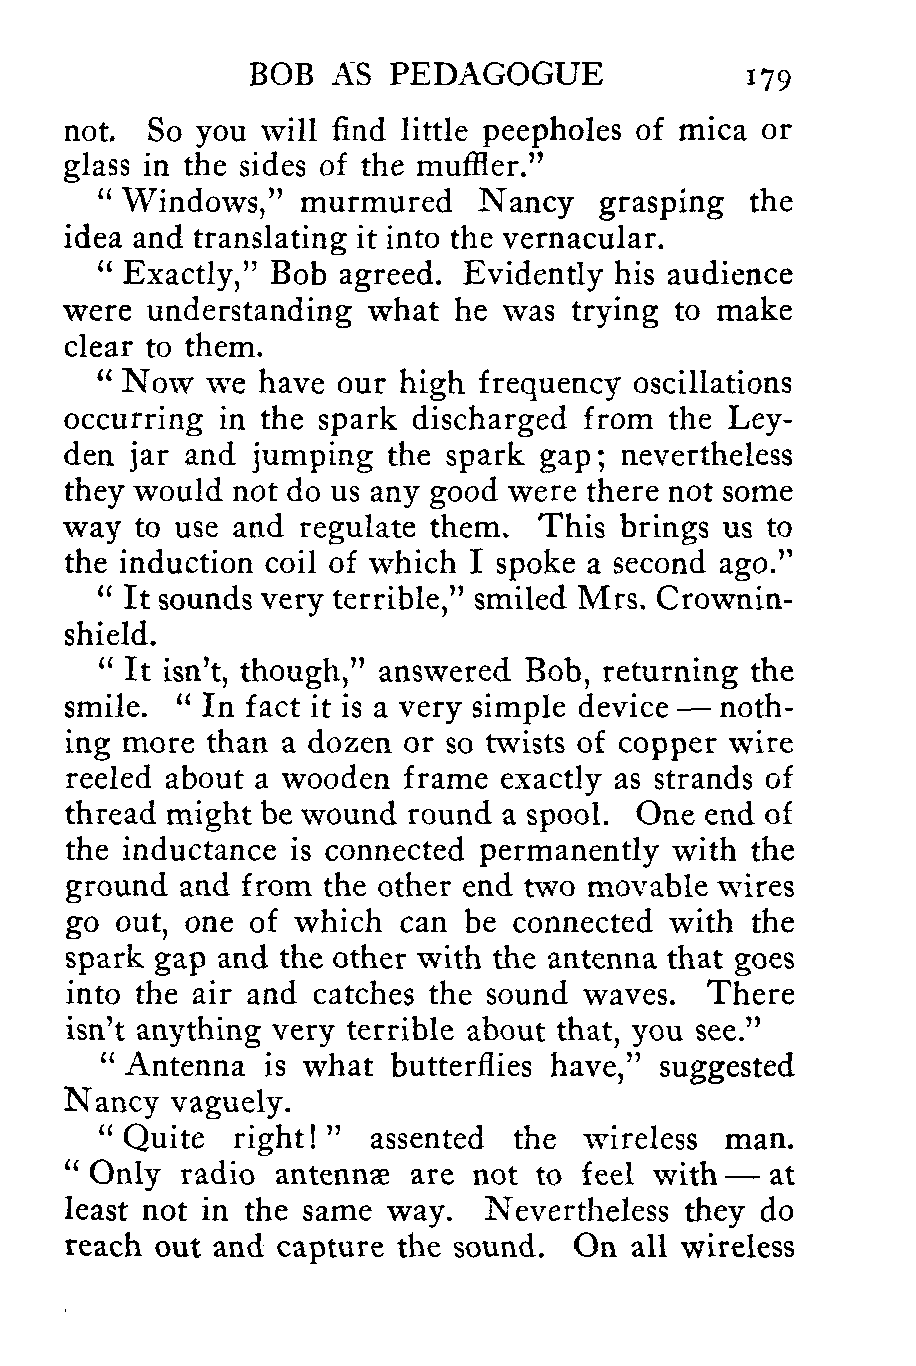 BOB AS PEDAGOGUE 179
not. So you will find little peepholes of mica or
glass in the sides of the muffler.”
“ Windows,” murmured Nancy grasping the
idea and translating it into the vernacular.
“ Exactly,” Bob agreed. Evidently his audience
were understanding what he was trying to make
clear to them.
“ Now we have our high frequency oscillations
occurring in the spark discharged from the Ley-
den jar and jumping the spark gap; nevertheless
they would not do us any good were there not some
way to use and regulate them. This brings us to
the induction coil of which I spoke a second ago.”
“ It sounds very terrible,” smiled Mrs. Crownin-
shield.
“ It isn’t, though,” answered Bob, returning the
smile. “ In fact it is a very simple device — noth-
ing more than a dozen or so twists of copper wire
reeled about a wooden frame exactly as strands of
thread might be wound round a spool. One end of
the inductance is connected permanently with the
ground and from the other end two movable wires
go out, one of which can be connected with the
spark gap and the other with the antenna that goes
into the air and catches the sound waves. There
isn’t anything very terrible about that, you see.”
“ Antenna is what butterflies have,” suggested
Nancy vaguely.
“ Quite right! ” assented the wireless man.
“ Only radio antennæ are not to feel with — at
least not in the same way. Nevertheless they do
reach out and capture the sound. On all wireless